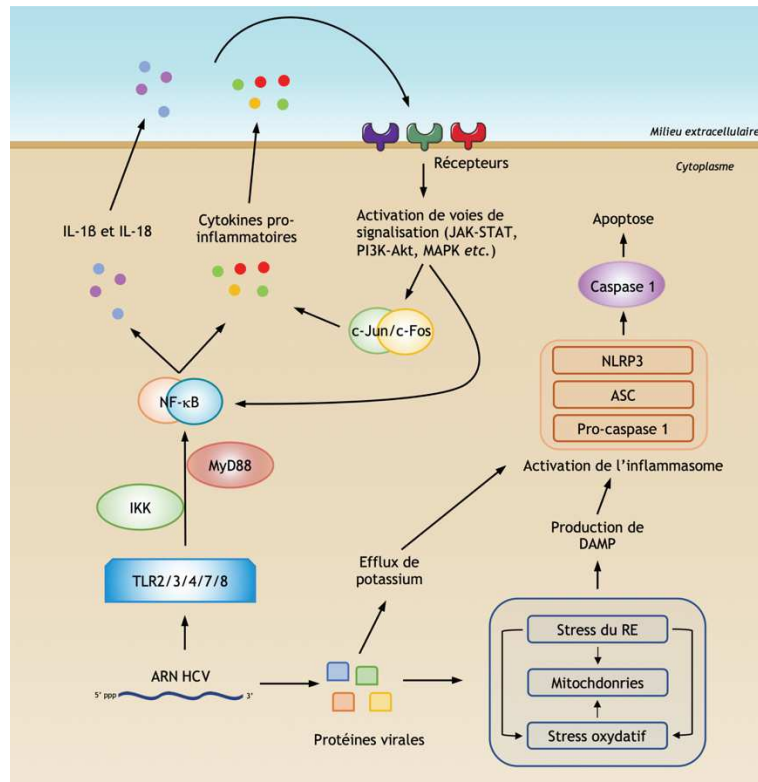 Milieu extracellulaire
Cytoplasme
Récepteurs
IL-1ß et IL-18
Cytokines pro-
inflammatoires
Activation de voies de
signalisation (JAK-STAT,
PI3K-Akt, MAPK etc.)
Apoptose
Caspase 1
c-Jun/c-Fos
NLRP3
ASC
Pro-caspase 1
Activation de l’inflammasome
NF-κB
MyD88
IKK
TLR2/3/4/7/8
Efflux de
potassium
Production de
DAMP
Stress du RE
Mitochdonries
Stress oxydatif
ARN HCV
5' ppp
3'
Protéines virales